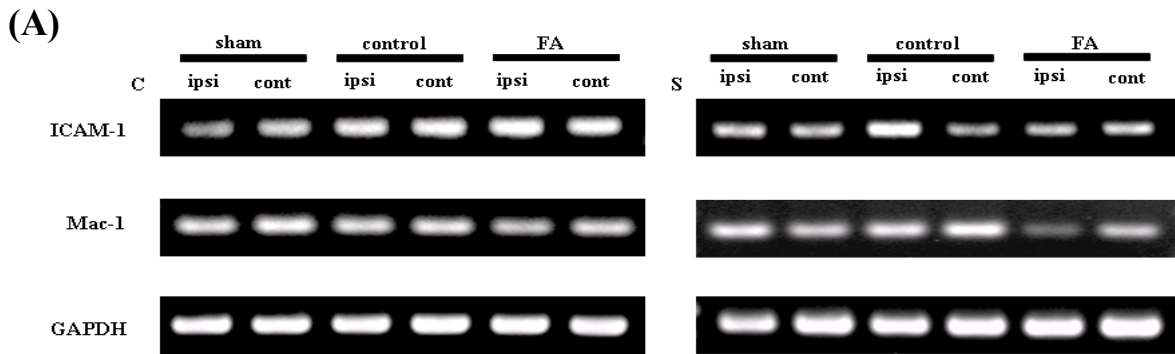 (A)
sham control FA sham control FA
C ipsi cont ipsi cont ipsi cont S ipsi cont ipsi cont ipsi cont
ICAM-1
Mac-1
GAPDH